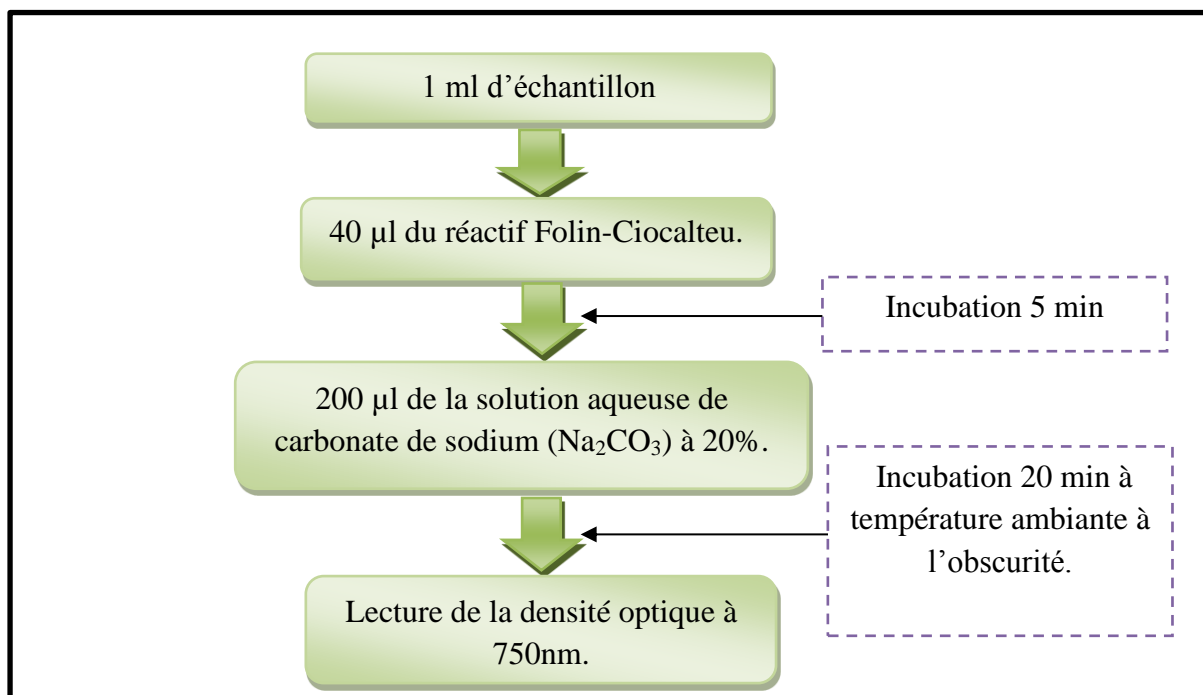 1 ml d’échantillon
40 µl du réactif Folin-Ciocalteu.
Incubation 5 min
200 µl de la solution aqueuse de
carbonate de sodium (Na₂CO₃) à 20%.
Incubation 20 min à
température ambiante à
l’obscurité.
Lecture de la densité optique à
750nm.